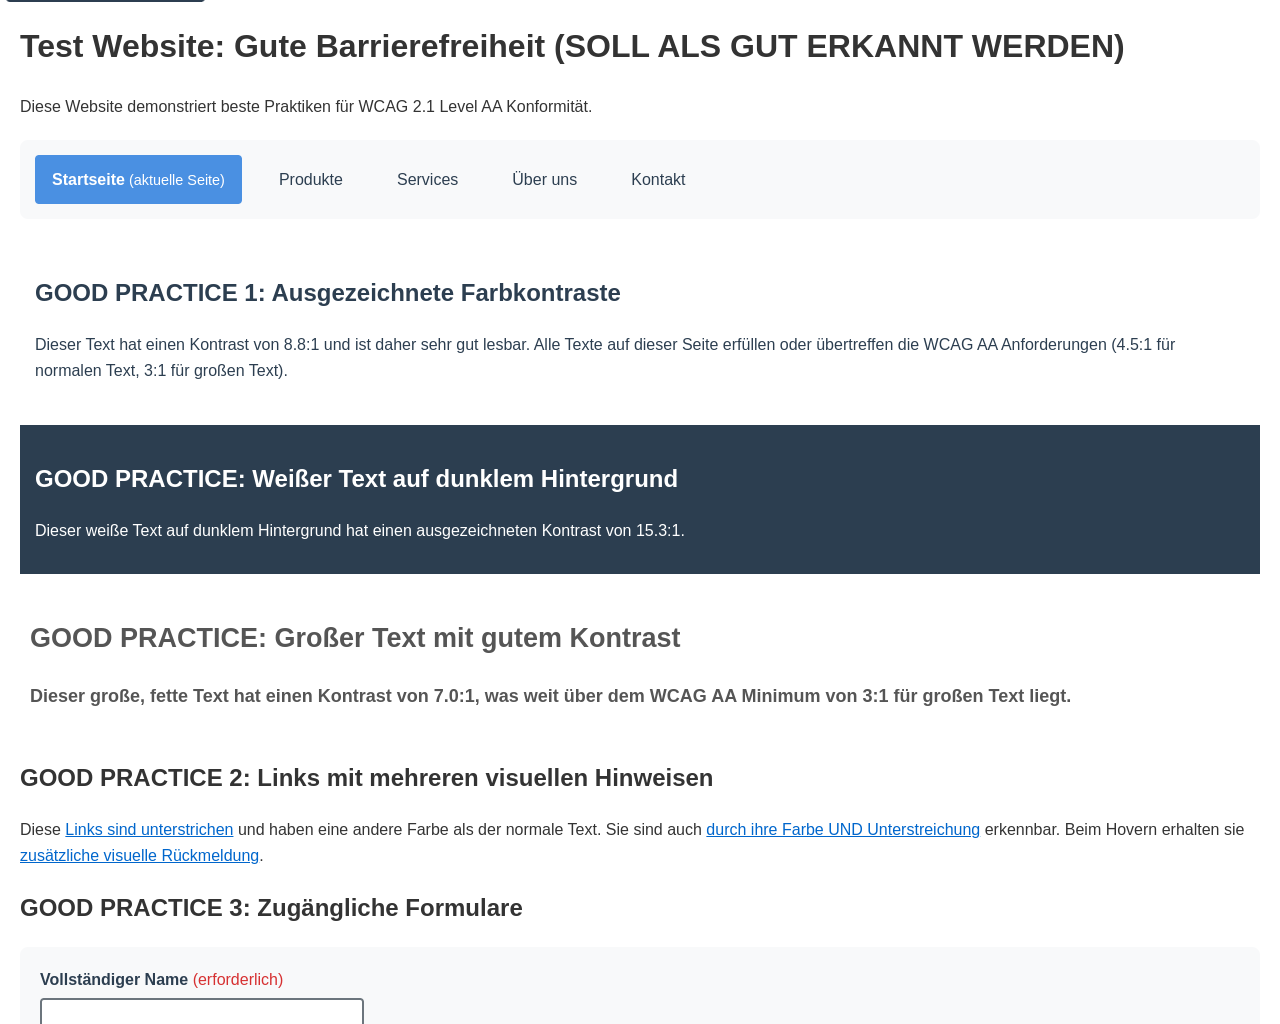 Test Website: Gute Barrierefreiheit (SOLL ALS GUT ERKANNT WERDEN)
Diese Website demonstriert beste Praktiken für WCAG 2.1 Level AA Konformität.
Startseite (aktuelle Seite) Produkte Services Über uns Kontakt
GOOD PRACTICE 1: Ausgezeichnete Farbkontraste
Dieser Text hat einen Kontrast von 8.8:1 und ist daher sehr gut lesbar. Alle Texte auf dieser Seite erfüllen oder übertreffen die WCAG AA Anforderungen (4.5:1 für
normalen Text, 3:1 für großen Text).
GOOD PRACTICE: Weißer Text auf dunklem Hintergrund
Dieser weiße Text auf dunklem Hintergrund hat einen ausgezeichneten Kontrast von 15.3:1.
GOOD PRACTICE: Großer Text mit gutem Kontrast
Dieser große, fette Text hat einen Kontrast von 7.0:1, was weit über dem WCAG AA Minimum von 3:1 für großen Text liegt.
GOOD PRACTICE 2: Links mit mehreren visuellen Hinweisen
Diese Links sind unterstrichen und haben eine andere Farbe als der normale Text. Sie sind auch durch ihre Farbe UND Unterstreichung erkennbar. Beim Hovern erhalten sie
zusätzliche visuelle Rückmeldung.
GOOD PRACTICE 3: Zugängliche Formulare
Vollständiger Name (erforderlich)